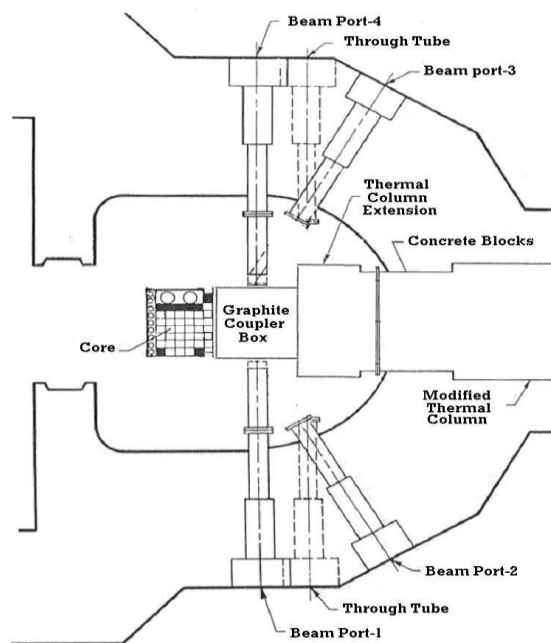 Beam Port-4
Through Tube
Beam port-3
Thermal
Column
Extension
Concrete Blocks
Graphite
Coupler
Box
Core
Modified
Thermal
Column
Beam Port-2
Through Tube
Beam Port-1